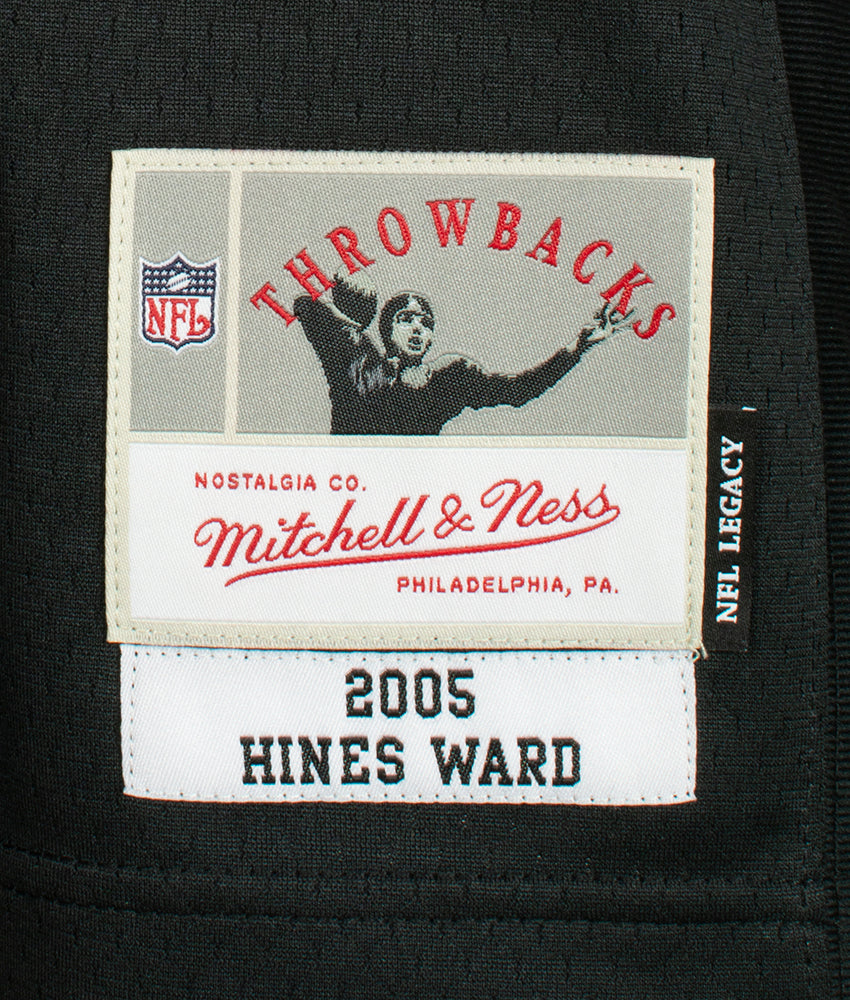 THROWBACKS
NFL
NOSTALGIA CO.
Mitchell & Ness
PHILADELPHIA, PA.
NFL LEGACY
2005
HINES WARD